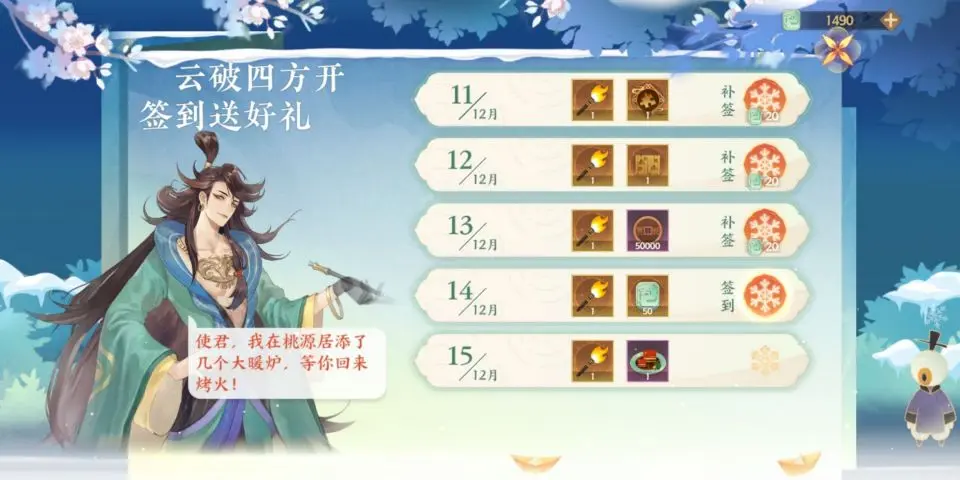 1490
云破四方开
签到送好礼
11/12月
1
1
补签
20
12/12月
1
1
补签
20
13/12月
1
50000
补签
20
14/12月
1
50
签到
15/12月
1
1
使君，我在桃源居添了
几个大暖炉，等你回来
烤火！